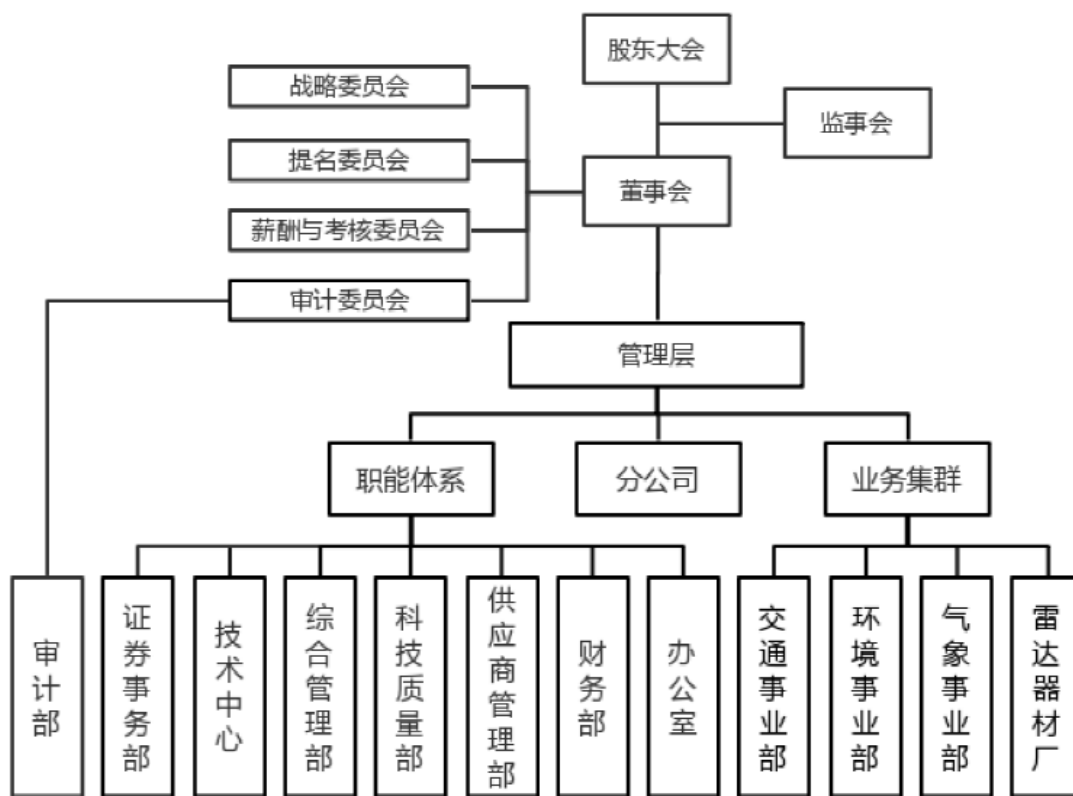 股东大会
战略委员会
监事会
提名委员会
董事会
薪酬与考核委员会
审计委员会
管理层
职能体系
分公司
业务集群
审计部
证券事务部
技术中心
综合管理部
科技质量部
供应商管理部
财务部
办公室
交通事业部
环境事业部
气象事业部
雷达器材厂